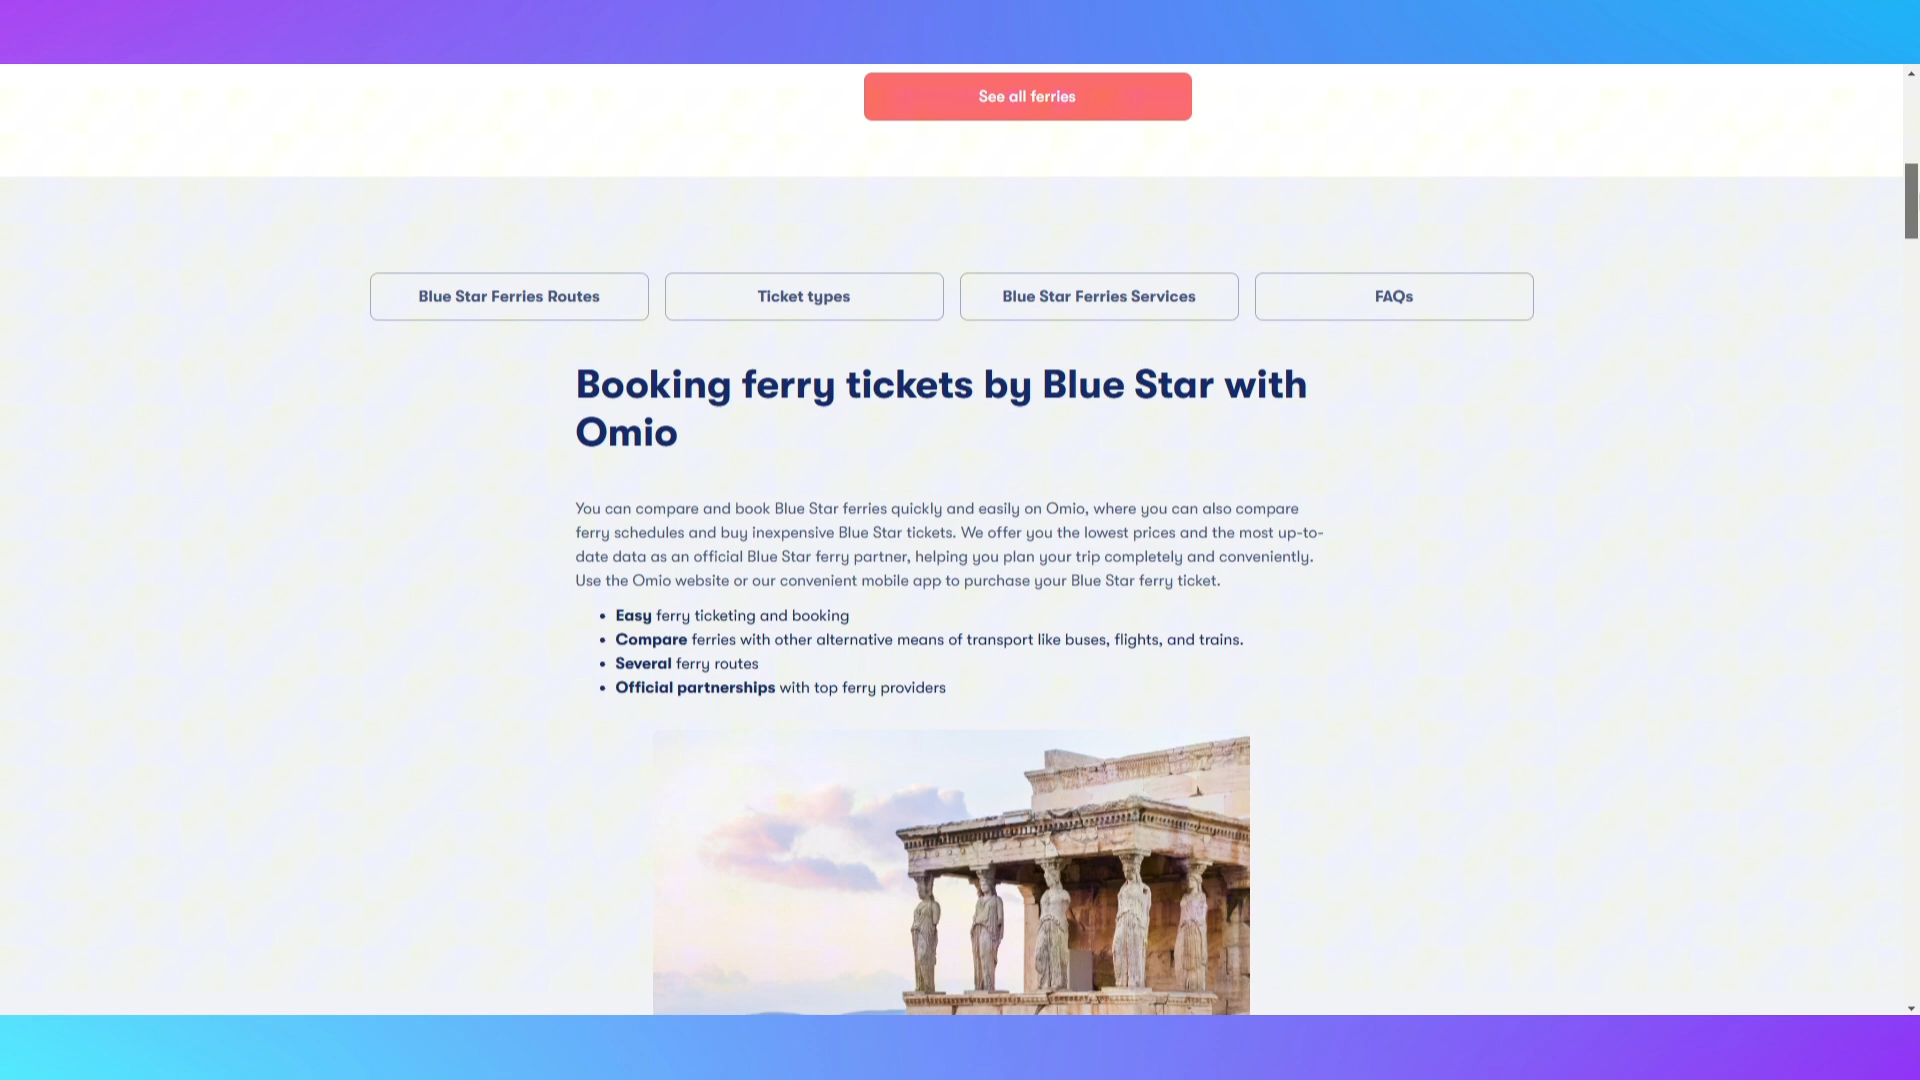 See all ferries
Blue Star Ferries Routes
Ticket types
Blue Star Ferries Services
FAQs
Booking ferry tickets by Blue Star with
Omio
You can compare and book Blue Star ferries quickly and easily on Omio, where you can also compare
ferry schedules and buy inexpensive Blue Star tickets. We offer you the lowest prices and the most up-to-
date data as an official Blue Star ferry partner, helping you plan your trip completely and conveniently.
Use the Omio website or our convenient mobile app to purchase your Blue Star ferry ticket.
• Easy ferry ticketing and booking
• Compare ferries with other alternative means of transport like buses, flights, and trains.
• Several ferry routes
• Official partnerships with top ferry providers